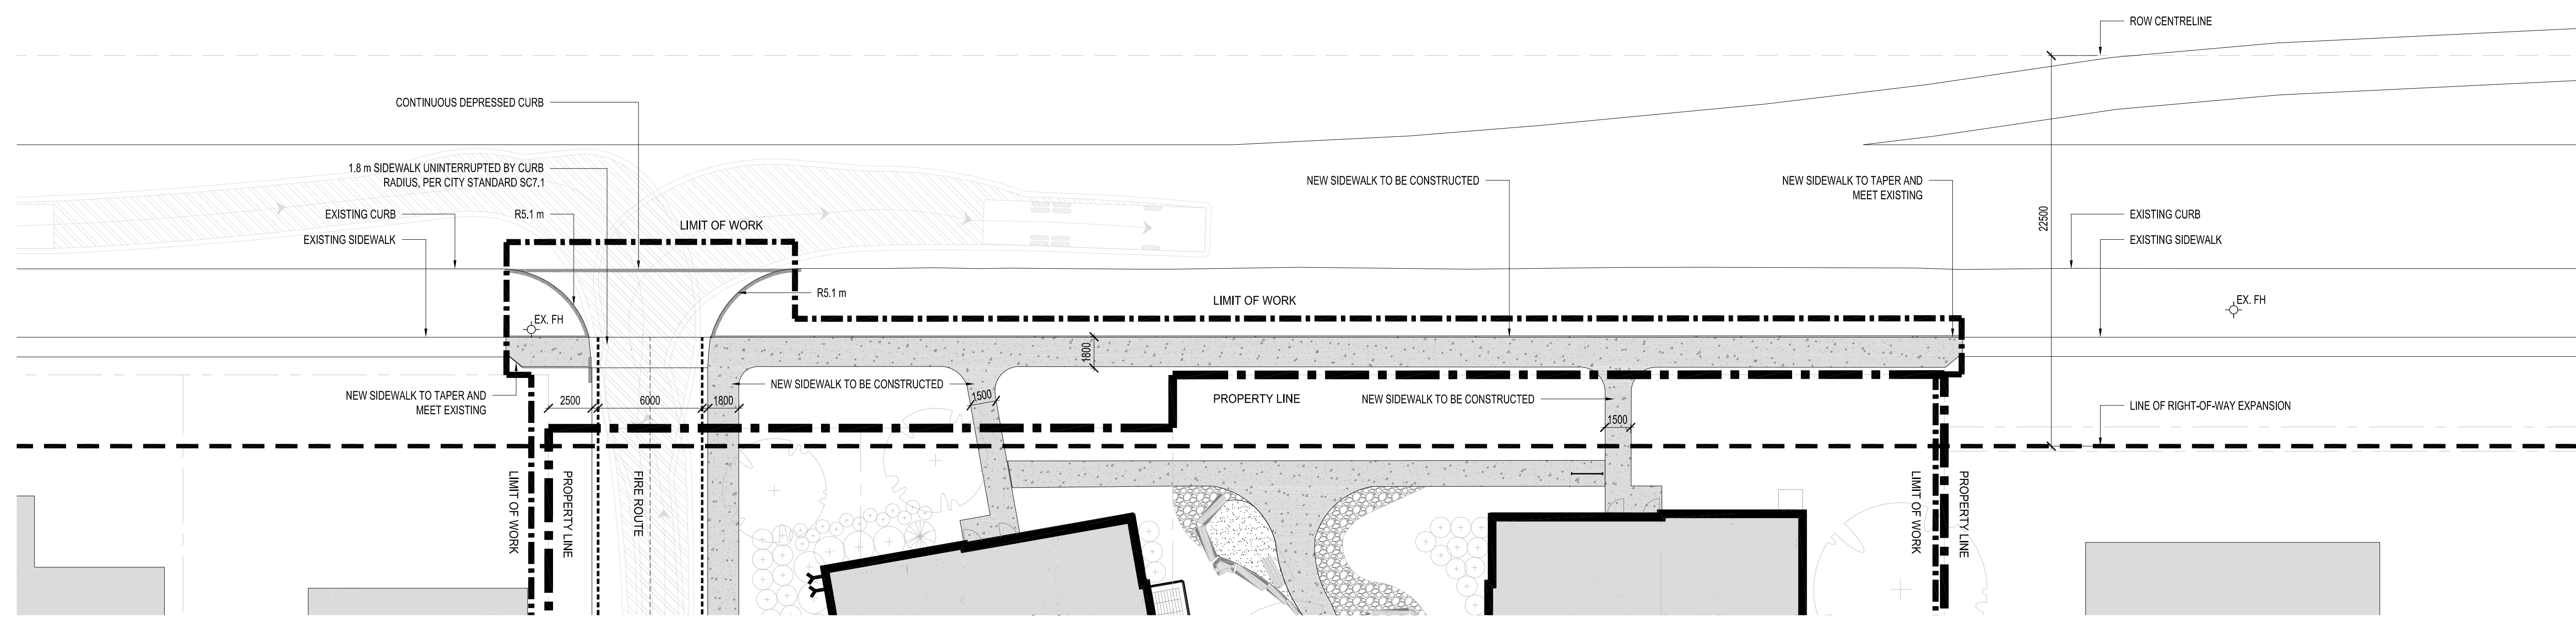 ROW CENTRELINE
CONTINUOUS DEPRESSED CURB
1.8 m SIDEWALK UNINTERRUPTED BY CURB
RADIUS, PER CITY STANDARD SC7.1
NEW SIDEWALK TO BE CONSTRUCTED
NEW SIDEWALK TO TAPER AND
MEET EXISTING
EXISTING CURB
R5.1 m
LIMIT OF WORK
22500
EXISTING CURB
EXISTING SIDEWALK
EXISTING SIDEWALK
R5.1 m
LIMIT OF WORK
EX. FH
EX. FH
1800
NEW SIDEWALK TO TAPER AND
MEET EXISTING
NEW SIDEWALK TO BE CONSTRUCTED
2500
6000
1800
1500
PROPERTY LINE
NEW SIDEWALK TO BE CONSTRUCTED
1500
LINE OF RIGHT-OF-WAY EXPANSION
LIMIT OF WORK
PROPERTY LINE
FIRE ROUTE
LIMIT OF WORK
PROPERTY LINE